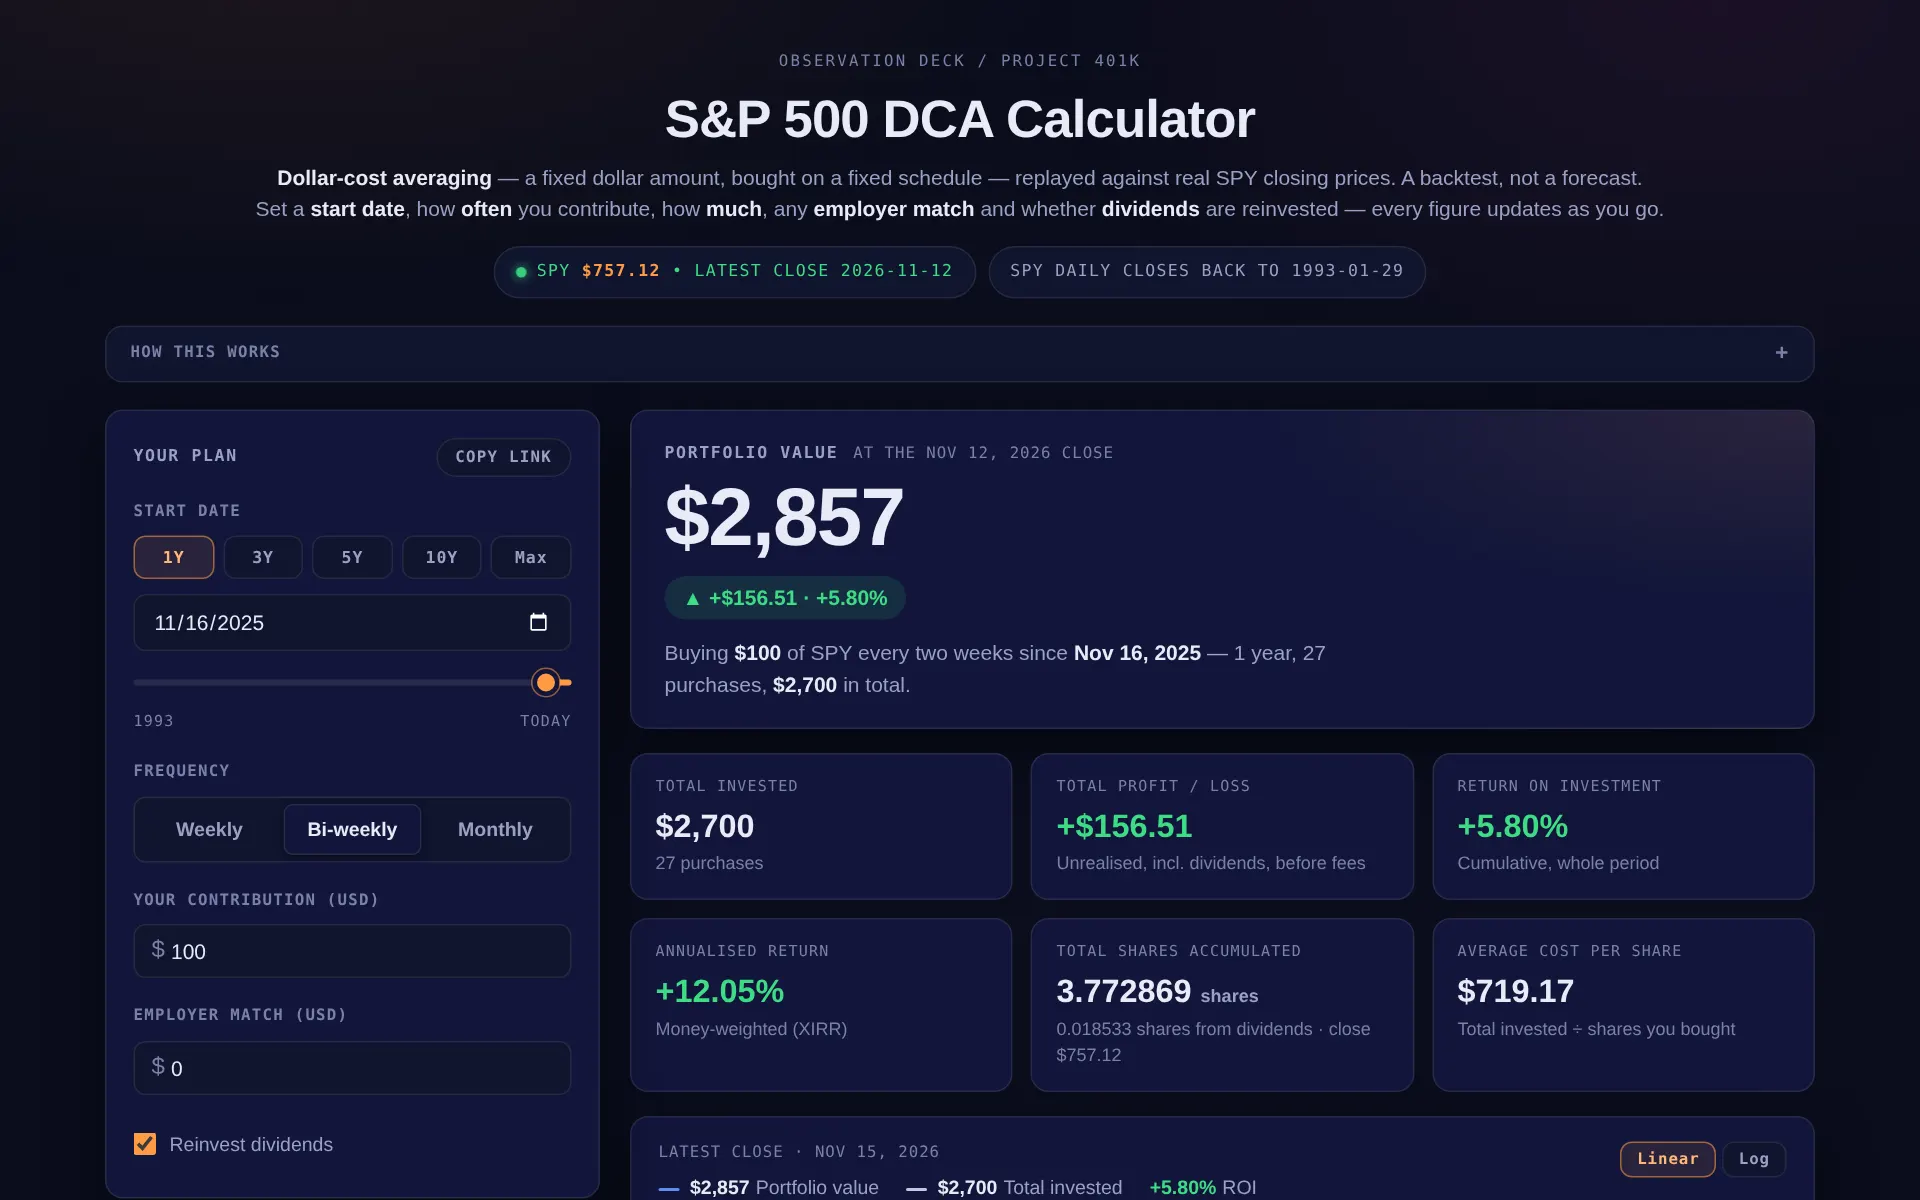 OBSERVATION DECK / PROJECT 401K
S&P 500 DCA Calculator
Dollar-cost averaging — a fixed dollar amount, bought on a fixed schedule — replayed against real SPY closing prices. A backtest, not a forecast.
Set a start date, how often you contribute, how much, any employer match and whether dividends are reinvested — every figure updates as you go.
SPY $757.12 • LATEST CLOSE 2026-11-12
SPY DAILY CLOSES BACK TO 1993-01-29
HOW THIS WORKS
+
YOUR PLAN
COPY LINK
START DATE
1Y 3Y 5Y 10Y Max
11/16/2025
1993 TODAY
FREQUENCY
Weekly Bi-weekly Monthly
YOUR CONTRIBUTION (USD)
$ 100
EMPLOYER MATCH (USD)
$ 0
Reinvest dividends
PORTFOLIO VALUE AT THE NOV 12, 2026 CLOSE
$2,857
▲ +$156.51 · +5.80%
Buying $100 of SPY every two weeks since Nov 16, 2025 — 1 year, 27
purchases, $2,700 in total.
TOTAL INVESTED
$2,700
27 purchases
TOTAL PROFIT / LOSS
+$156.51
Unrealised, incl. dividends, before fees
RETURN ON INVESTMENT
+5.80%
Cumulative, whole period
ANNUALISED RETURN
+12.05%
Money-weighted (XIRR)
TOTAL SHARES ACCUMULATED
3.772869 shares
0.018533 shares from dividends · close
$757.12
AVERAGE COST PER SHARE
$719.17
Total invested ÷ shares you bought
LATEST CLOSE · NOV 15, 2026
Linear Log
$2,857 Portfolio value $2,700 Total invested +5.80% ROI